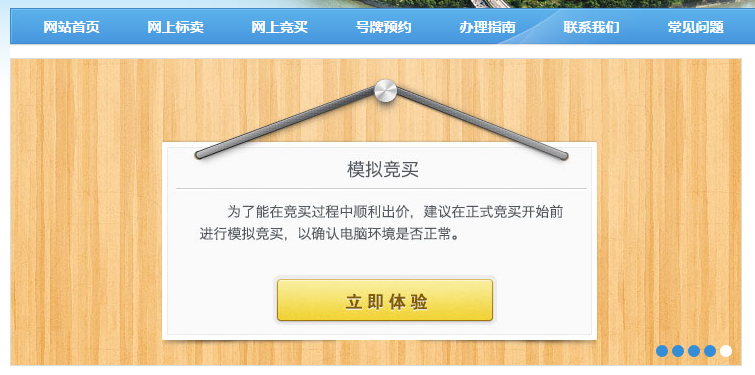 网站首页 网上标卖 网上竞买 号牌预约 办理指南 联系我们 常见问题
模拟竞买
为了能在竞买过程中顺利出价，建议在正式竞买开始前
进行模拟竞买，以确认电脑环境是否正常。
立即体验